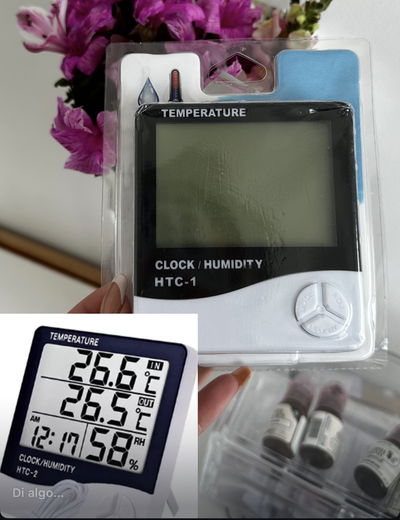 TEMPERATURE
CLOCK / HUMIDITY
HTC-1
TEMPERATURE
26.6 °C IN
26.5 °C OUT
AM
12:17 58 % RH
CLOCK/HUMIDITY
HTC-2
Di algo...